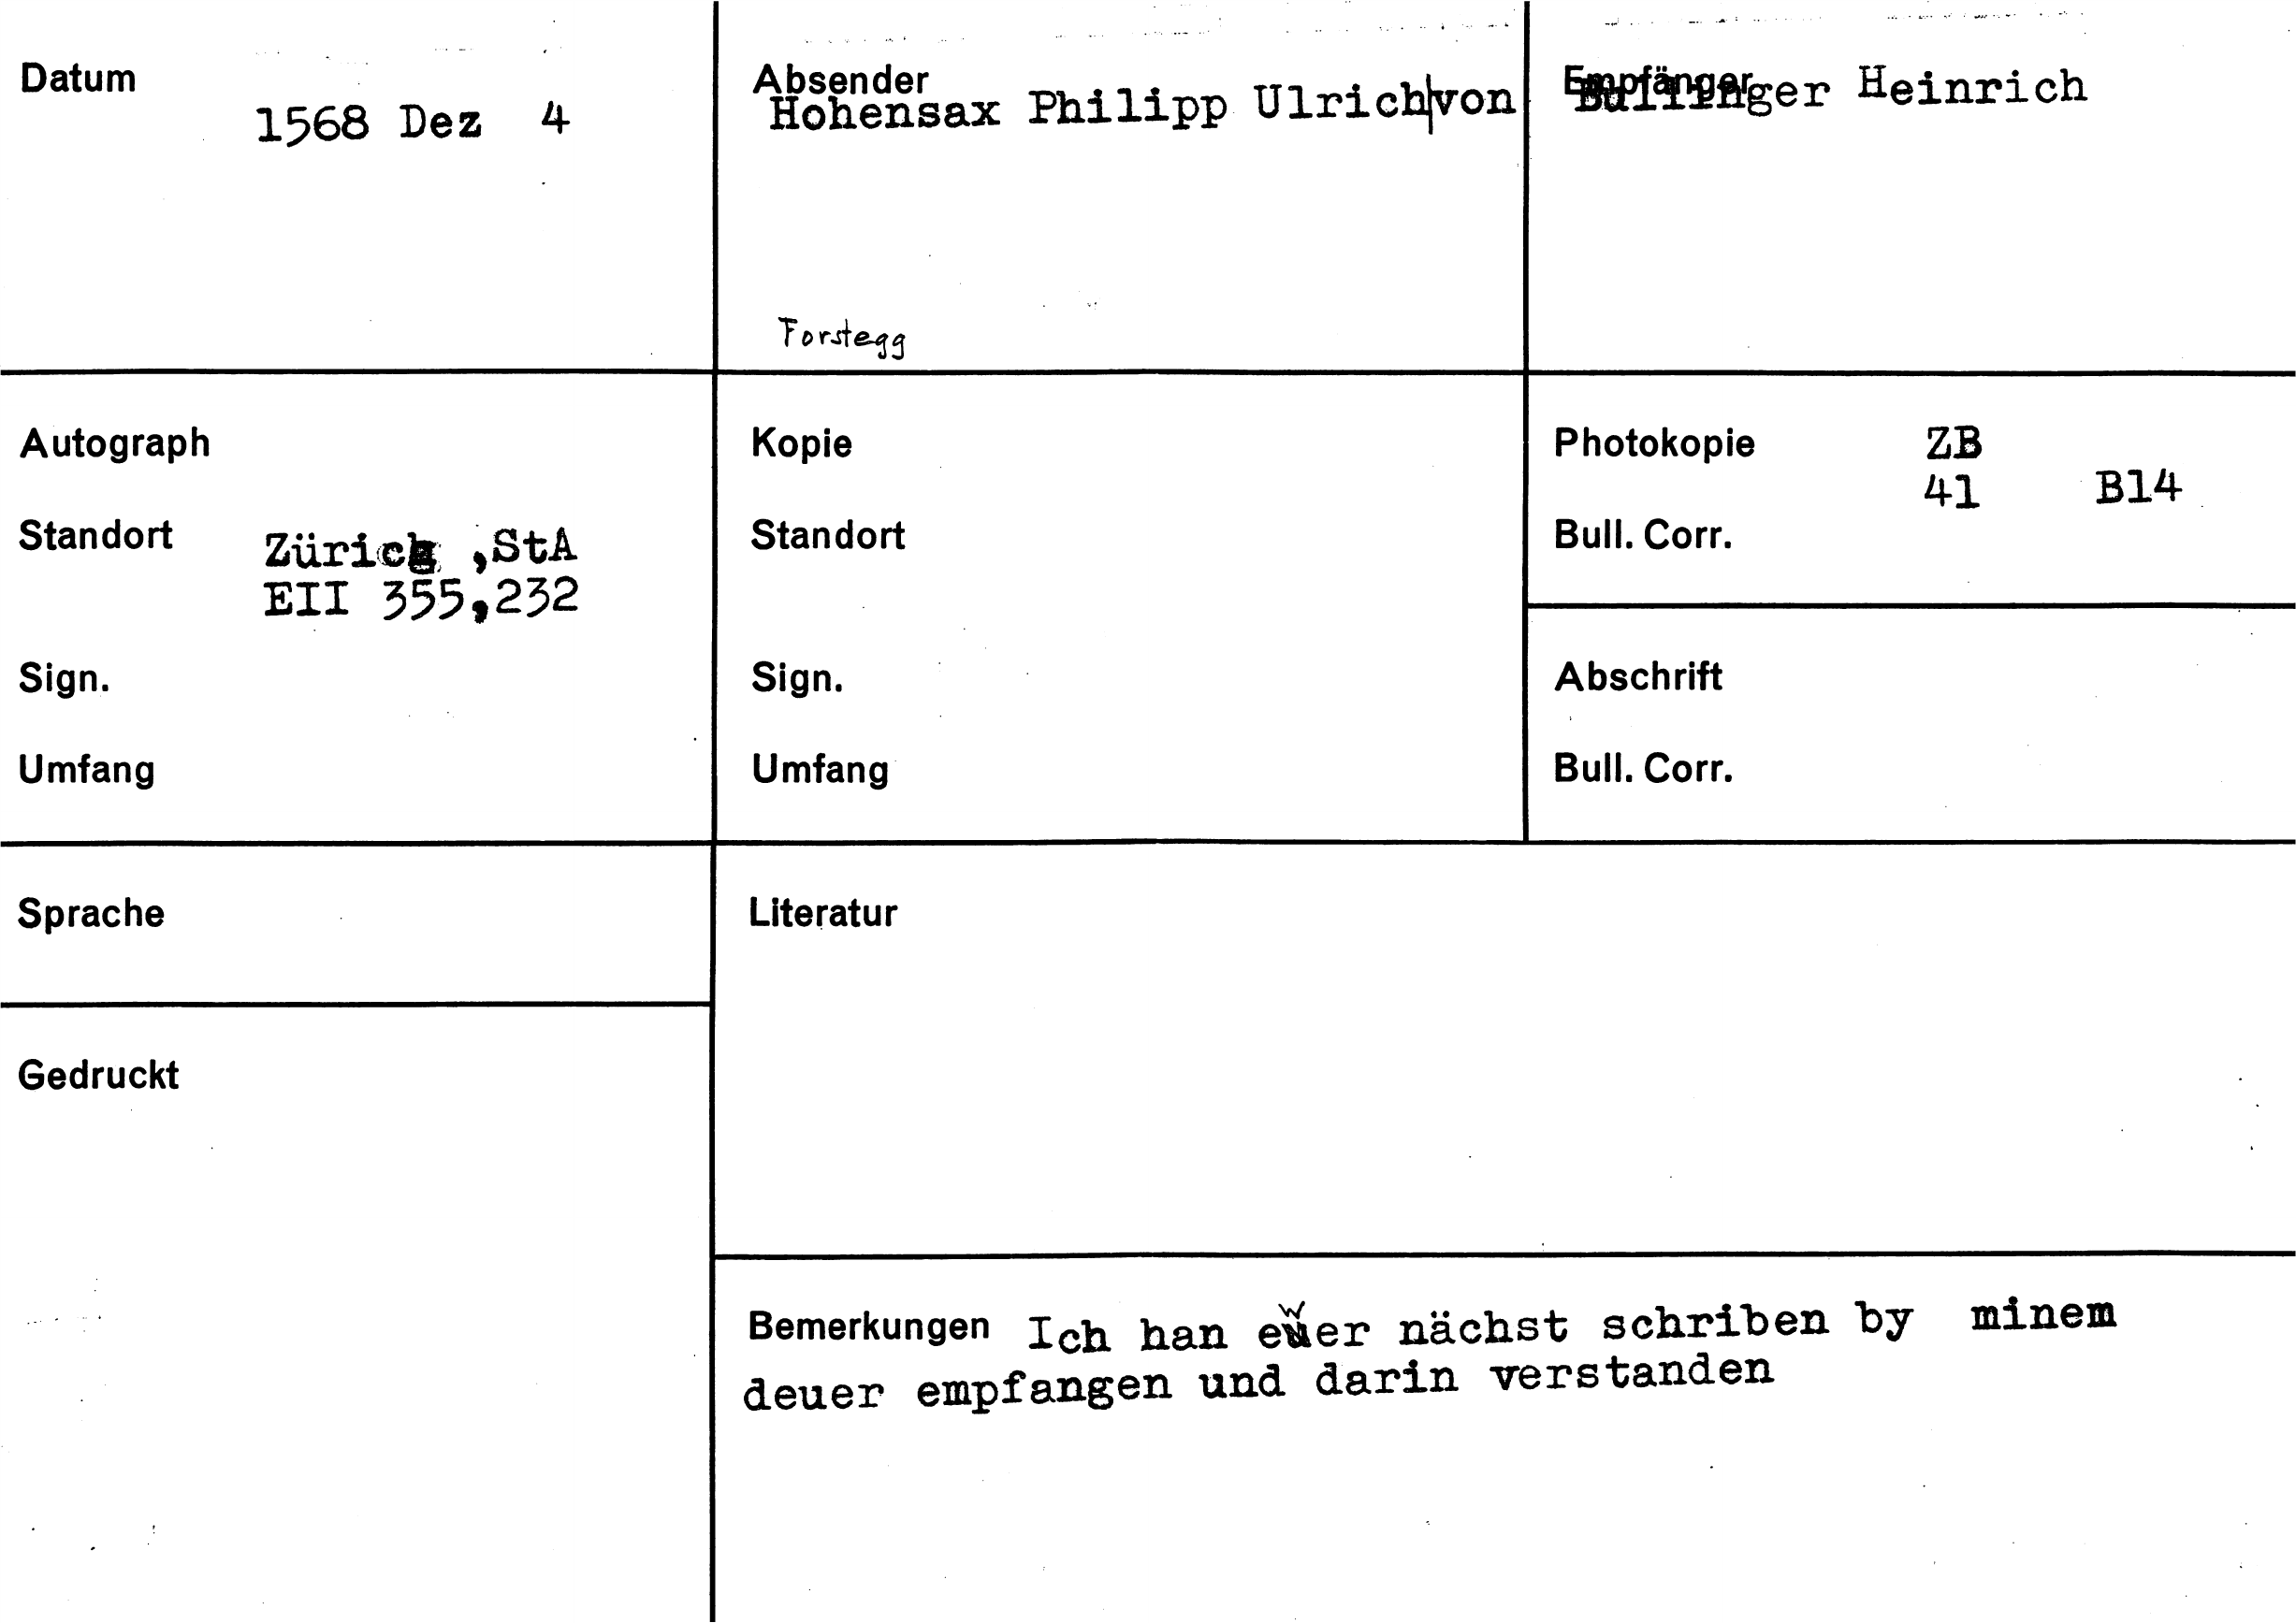 Datum
1568 Dez 4
Absender
Hohensax Philipp Ulrich|von
Forstegg
Empfänger
Bullinger Heinrich
Autograph
Standort
Zürich ,StA
EII 355,232
Sign.
Umfang
Kopie
Standort
Sign.
Umfang
Photokopie ZB
41 B14
Bull. Corr.
Abschrift
Bull. Corr.
Sprache
Gedruckt
Literatur
Bemerkungen Ich han ewer nächst schriben by minem
deuer empfangen und darin verstanden